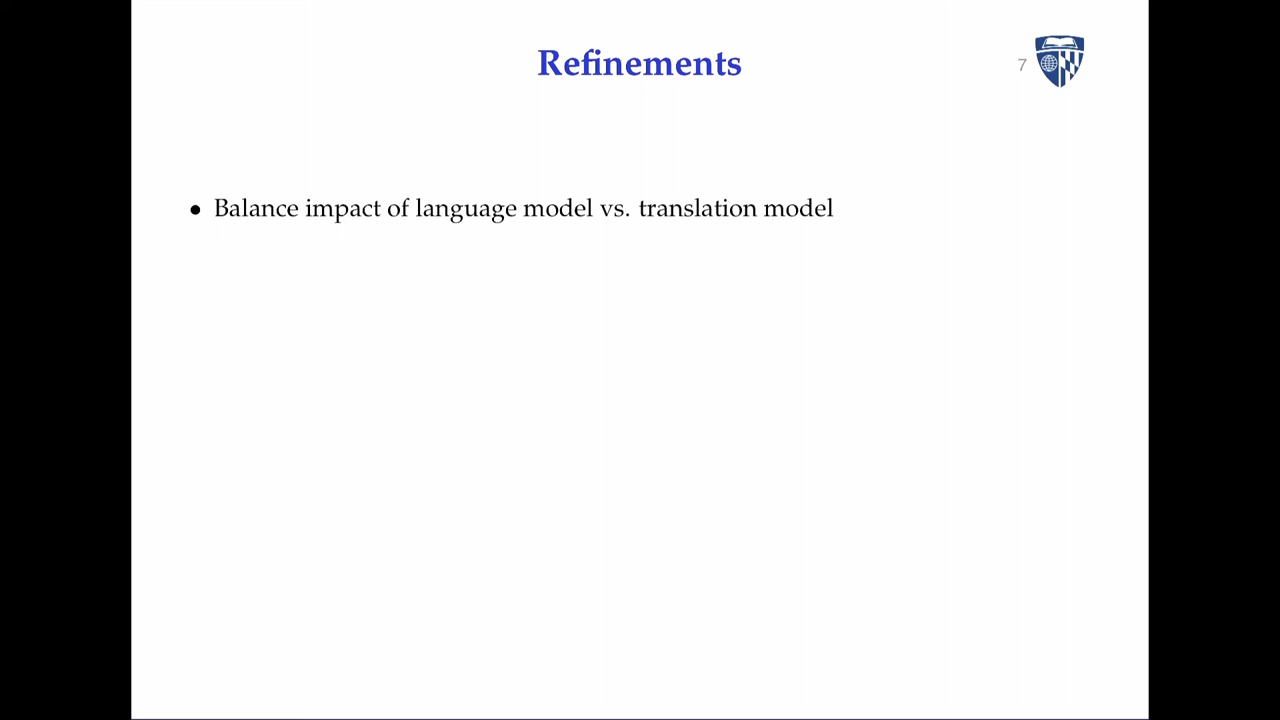 Refinements
7
• Balance impact of language model vs. translation model